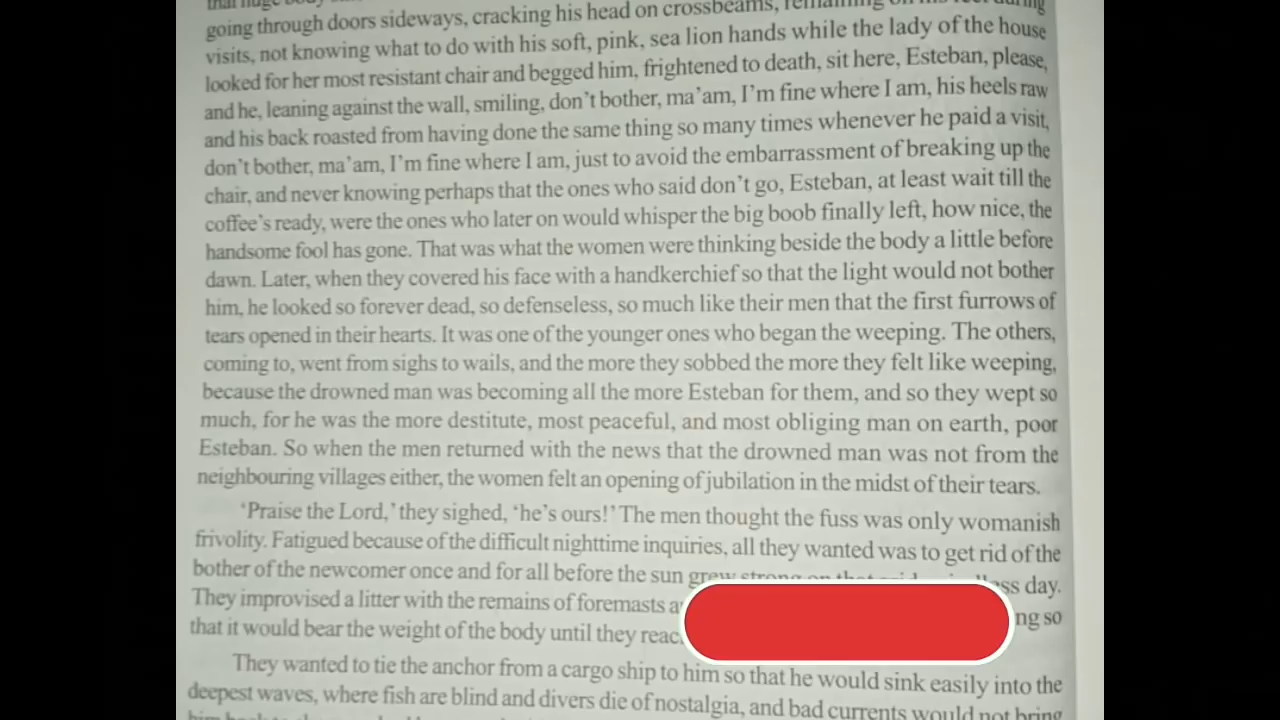 going through doors sideways, cracking his head on crossbeams, remaining on his feet during
visits, not knowing what to do with his soft, pink, sea lion hands while the lady of the house
looked for her most resistant chair and begged him, frightened to death, sit here, Esteban, please,
and he, leaning against the wall, smiling, don't bother, ma'am, I'm fine where I am, his heels raw
and his back roasted from having done the same thing so many times whenever he paid a visit,
don't bother, ma'am, I'm fine where I am, just to avoid the embarrassment of breaking up the
chair, and never knowing perhaps that the ones who said don't go, Esteban, at least wait till the
coffee's ready, were the ones who later on would whisper the big boob finally left, how nice, the
handsome fool has gone. That was what the women were thinking beside the body a little before
dawn. Later, when they covered his face with a handkerchief so that the light would not bother
him, he looked so forever dead, so defenseless, so much like their men that the first furrows of
tears opened in their hearts. It was one of the younger ones who began the weeping. The others,
coming to, went from sighs to wails, and the more they sobbed the more they felt like weeping,
because the drowned man was becoming all the more Esteban for them, and so they wept so
much, for he was the more destitute, most peaceful, and most obliging man on earth, poor
Esteban. So when the men returned with the news that the drowned man was not from the
neighbouring villages either, the women felt an opening of jubilation in the midst of their tears.
'Praise the Lord,' they sighed, 'he's ours!' The men thought the fuss was only womanish
frivolity. Fatigued because of the difficult nighttime inquiries, all they wanted was to get rid of the
bother of the newcomer once and for all before the sun grew strong on that day.
They improvised a litter with the remains of foremasts so
that it would bear the weight of the body until they
They wanted to tie the anchor from a cargo ship to him so that he would sink easily into the
deepest waves, where fish are blind and divers die of nostalgia, and bad currents would not bring